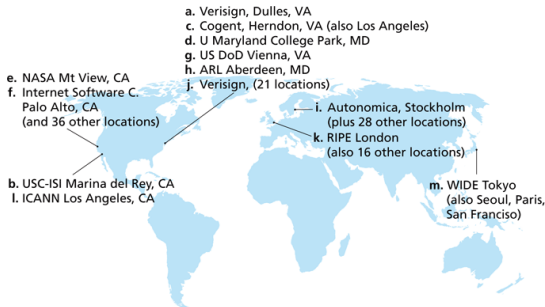 a. Verisign, Dulles, VA
c. Cogent, Herndon, VA (also Los Angeles)
d. U Maryland College Park, MD
g. US DoD Vienna, VA
h. ARL Aberdeen, MD
j. Verisign, (21 locations)
e. NASA Mt View, CA
f. Internet Software C.
Palo Alto, CA
(and 36 other locations)
i. Autonomica, Stockholm
(plus 28 other locations)
k. RIPE London
(also 16 other locations)
b. USC-ISI Marina del Rey, CA
l. ICANN Los Angeles, CA
m. WIDE Tokyo
(also Seoul, Paris,
San Franciso)